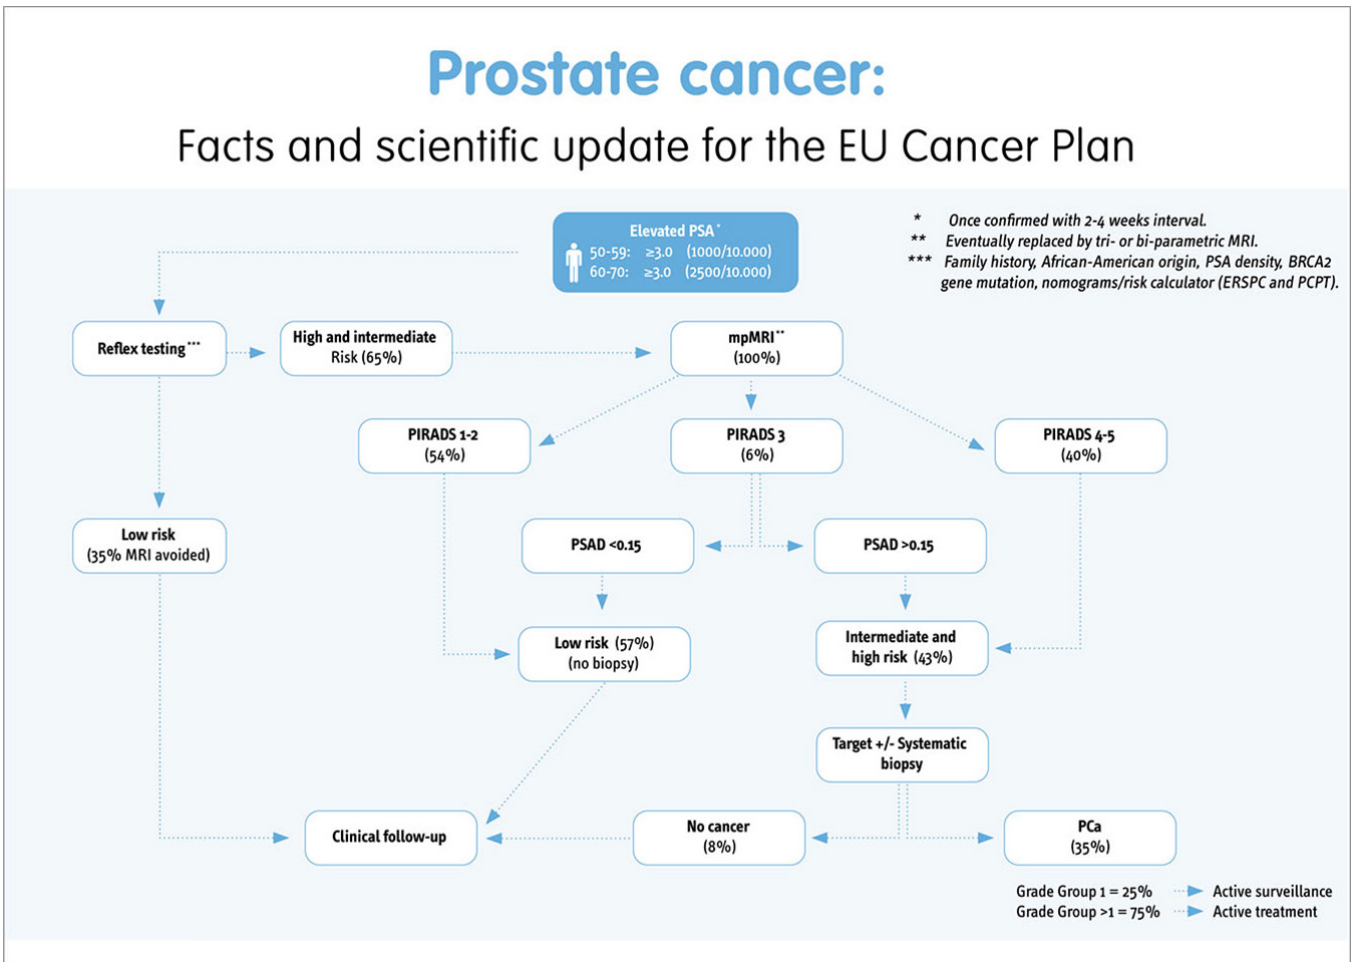 Prostate cancer:
Facts and scientific update for the EU Cancer Plan
Elevated PSA*
50-59: ≥3.0 (1000/10.000)
60-70: ≥3.0 (2500/10.000)
* Once confirmed with 2-4 weeks interval.
** Eventually replaced by tri- or bi-parametric MRI.
*** Family history, African-American origin, PSA density, BRCA2
gene mutation, nomograms/risk calculator (ERSPC and PCPT).
Reflex testing***
High and intermediate
Risk (65%)
mpMRI**
(100%)
PIRADS 1-2
(54%)
PIRADS 3
(6%)
PIRADS 4-5
(40%)
Low risk
(35% MRI avoided)
PSAD <0.15
PSAD >0.15
Low risk (57%)
(no biopsy)
Intermediate and
high risk (43%)
Target +/- Systematic
biopsy
Clinical follow-up
No cancer
(8%)
PCa
(35%)
Grade Group 1 = 25% Active surveillance
Grade Group >1 = 75% Active treatment